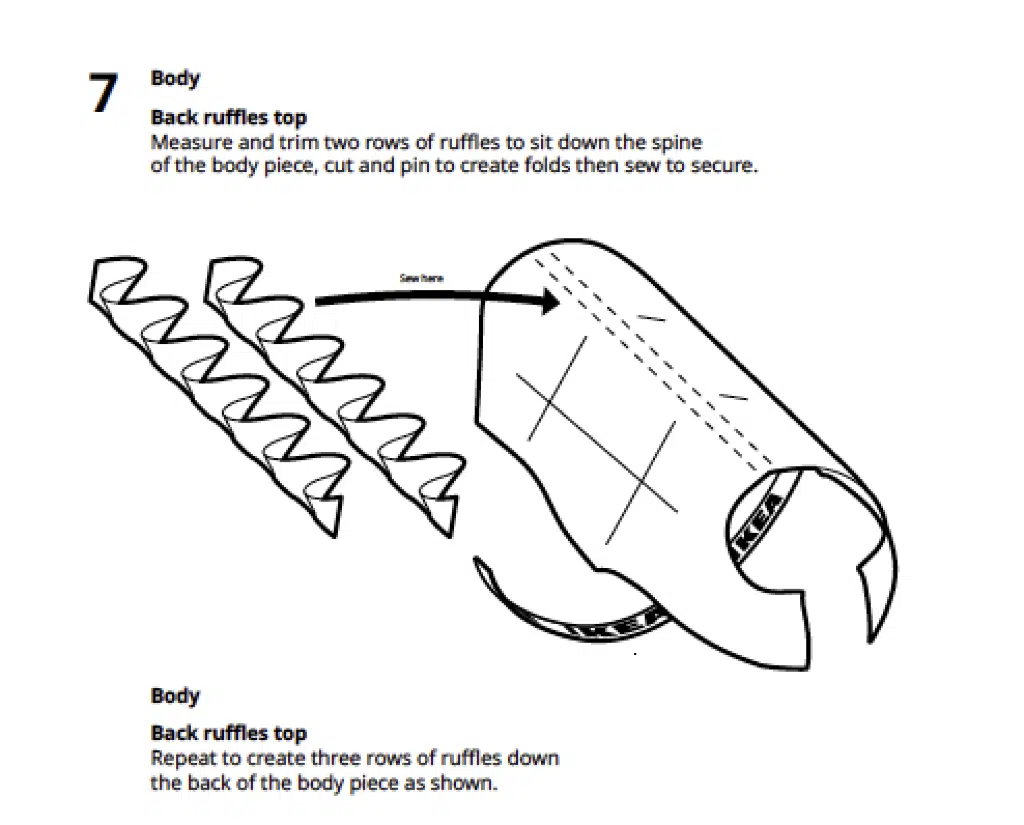 7
Body
Back ruffles top
Measure and trim two rows of ruffles to sit down the spine
of the body piece, cut and pin to create folds then sew to secure.
Sew here
IKEA
IKEA
Body
Back ruffles top
Repeat to create three rows of ruffles down
the back of the body piece as shown.